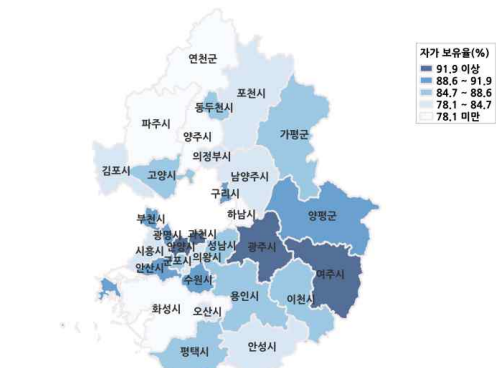 자가 보유율(%)
91.9 이상
88.6 ~ 91.9
84.7 ~ 88.6
78.1 ~ 84.7
78.1 미만
연천군
포천시
동두천시
파주시
양주시
가평군
의정부시
김포시
고양시
남양주시
구리시
하남시
양평군
부천시
광명시
과천시
안양시
시흥시
성남시
광주시
군포시
의왕시
안산시
여주시
수원시
용인시
이천시
화성시
오산시
평택시
안성시